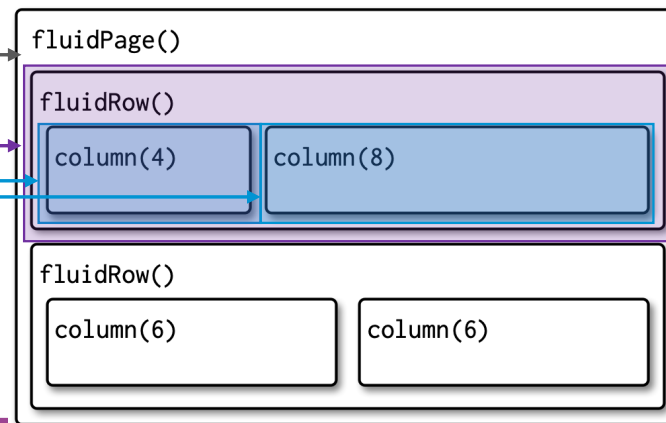 fluidPage()
fluidRow()
column(4) column(8)
fluidRow()
column(6) column(6)